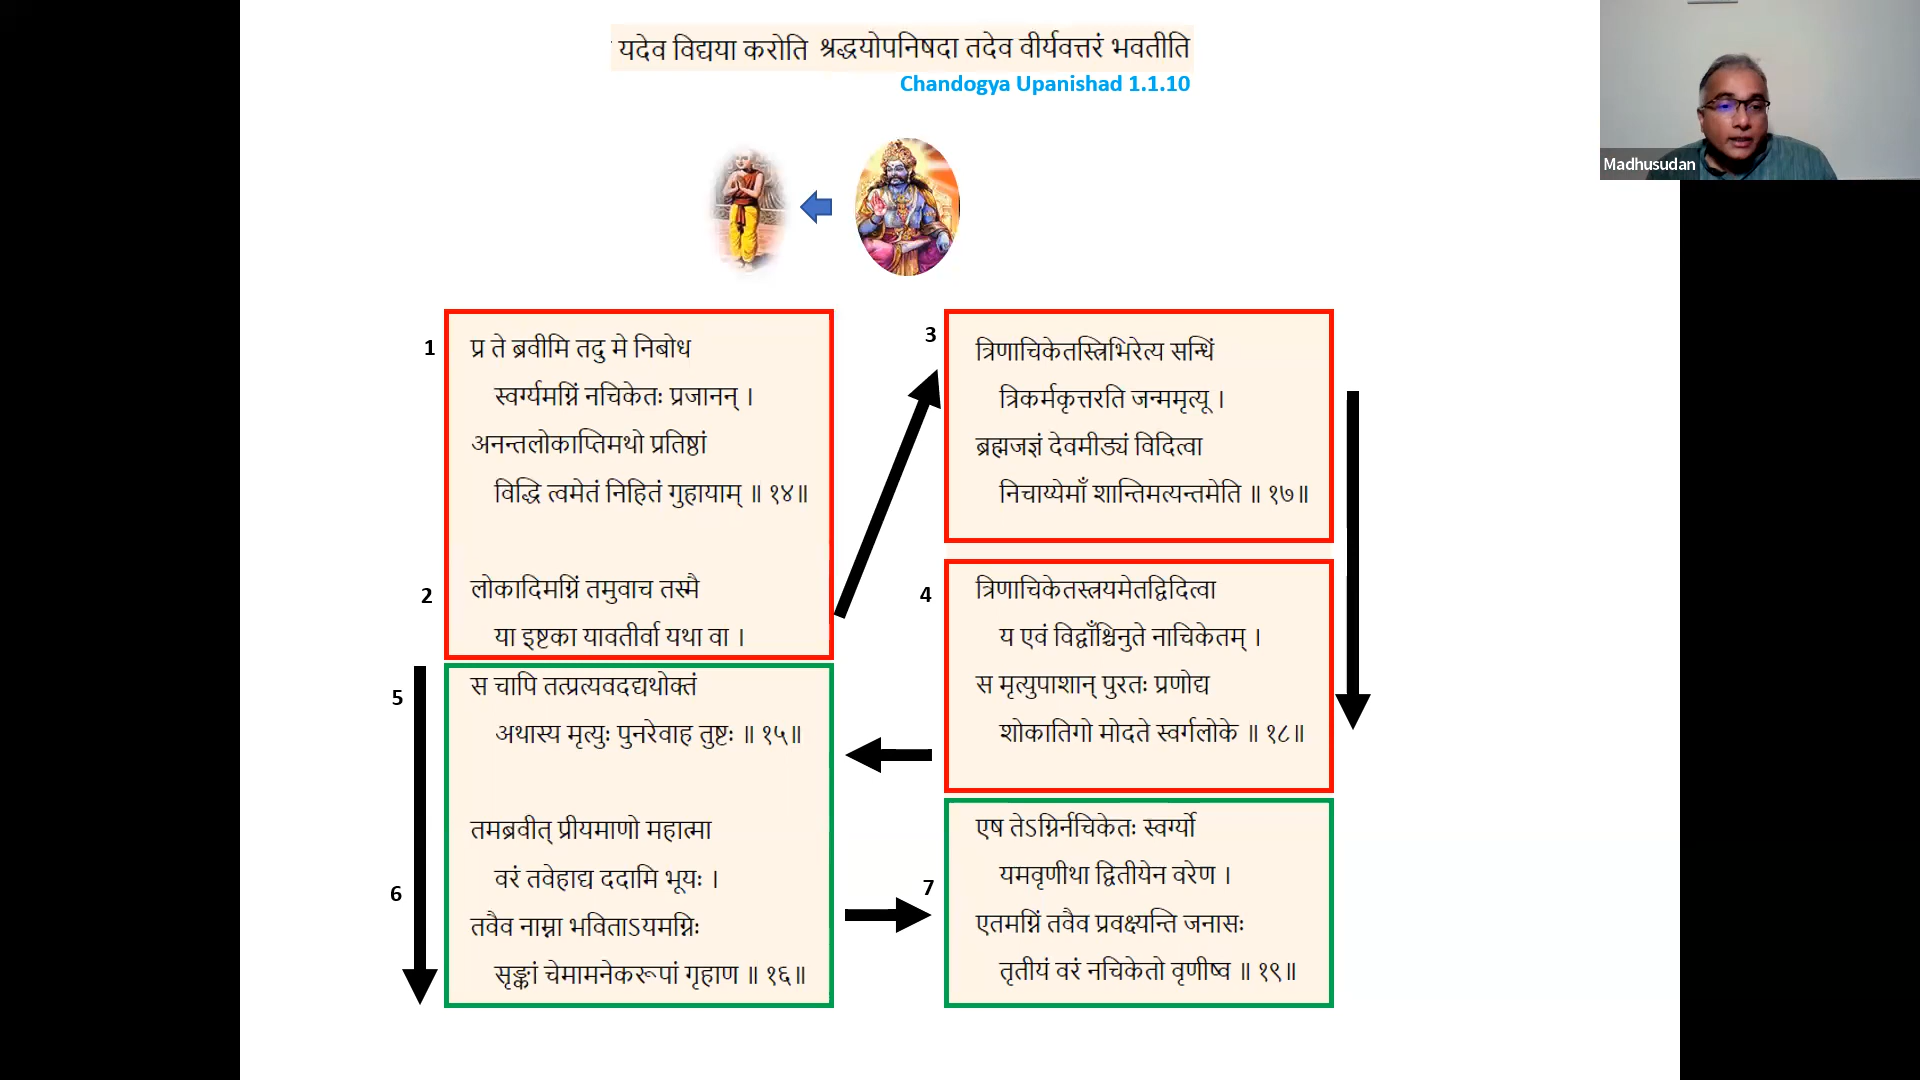 यदेव विद्यया करोति श्रद्धयोपनिषदा तदेव वीर्यवत्तरं भवतीति
Chandogya Upanishad 1.1.10
Madhusudan
1
प्र ते ब्रवीमि तदु मे निबोध
स्वर्ग्यमग्निं नचिकेतः प्रजानन् ।
अनन्तलोकाप्तिमथो प्रतिष्ठां
विद्धि त्वमेतं निहितं गुहायाम् ॥ १४॥
2
लोकादिमग्निं तमुवाच तस्मै
या इष्टका यावतीर्वा यथा वा ।
5
स चापि तत्प्रत्यवदद्यथोक्तं
अथास्य मृत्युः पुनरेवाह तुष्टः ॥ १५॥
तमब्रवीत् प्रीयमाणो महात्मा
वरं तवेहाद्य ददामि भूयः ।
6
तवैव नाम्ना भविताऽयमग्निः
सृङ्कां चेमामनेकरूपां गृहाण ॥ १६॥
3
त्रिणाचिकेतस्त्रिभिरेत्य सन्धिं
त्रिकर्मकृत्तरति जन्ममृत्यू ।
ब्रह्मजज्ञं देवमीड्यं विदित्वा
निचाय्येमाँ शान्तिमत्यन्तमेति ॥ १७॥
4
त्रिणाचिकेतस्त्रयमेतद्विदित्वा
य एवं विद्वाँश्चिनुते नाचिकेतम् ।
स मृत्युपाशान् पुरतः प्रणोद्य
शोकातिगो मोदते स्वर्गलोके ॥ १८॥
एष तेऽग्निर्नचिकेतः स्वर्ग्यो
यमवृणीथा द्वितीयेन वरेण ।
7
एतमग्निं तवैव प्रवक्ष्यन्ति जनासः
तृतीयं वरं नचिकेतो वृणीष्व ॥ १९॥